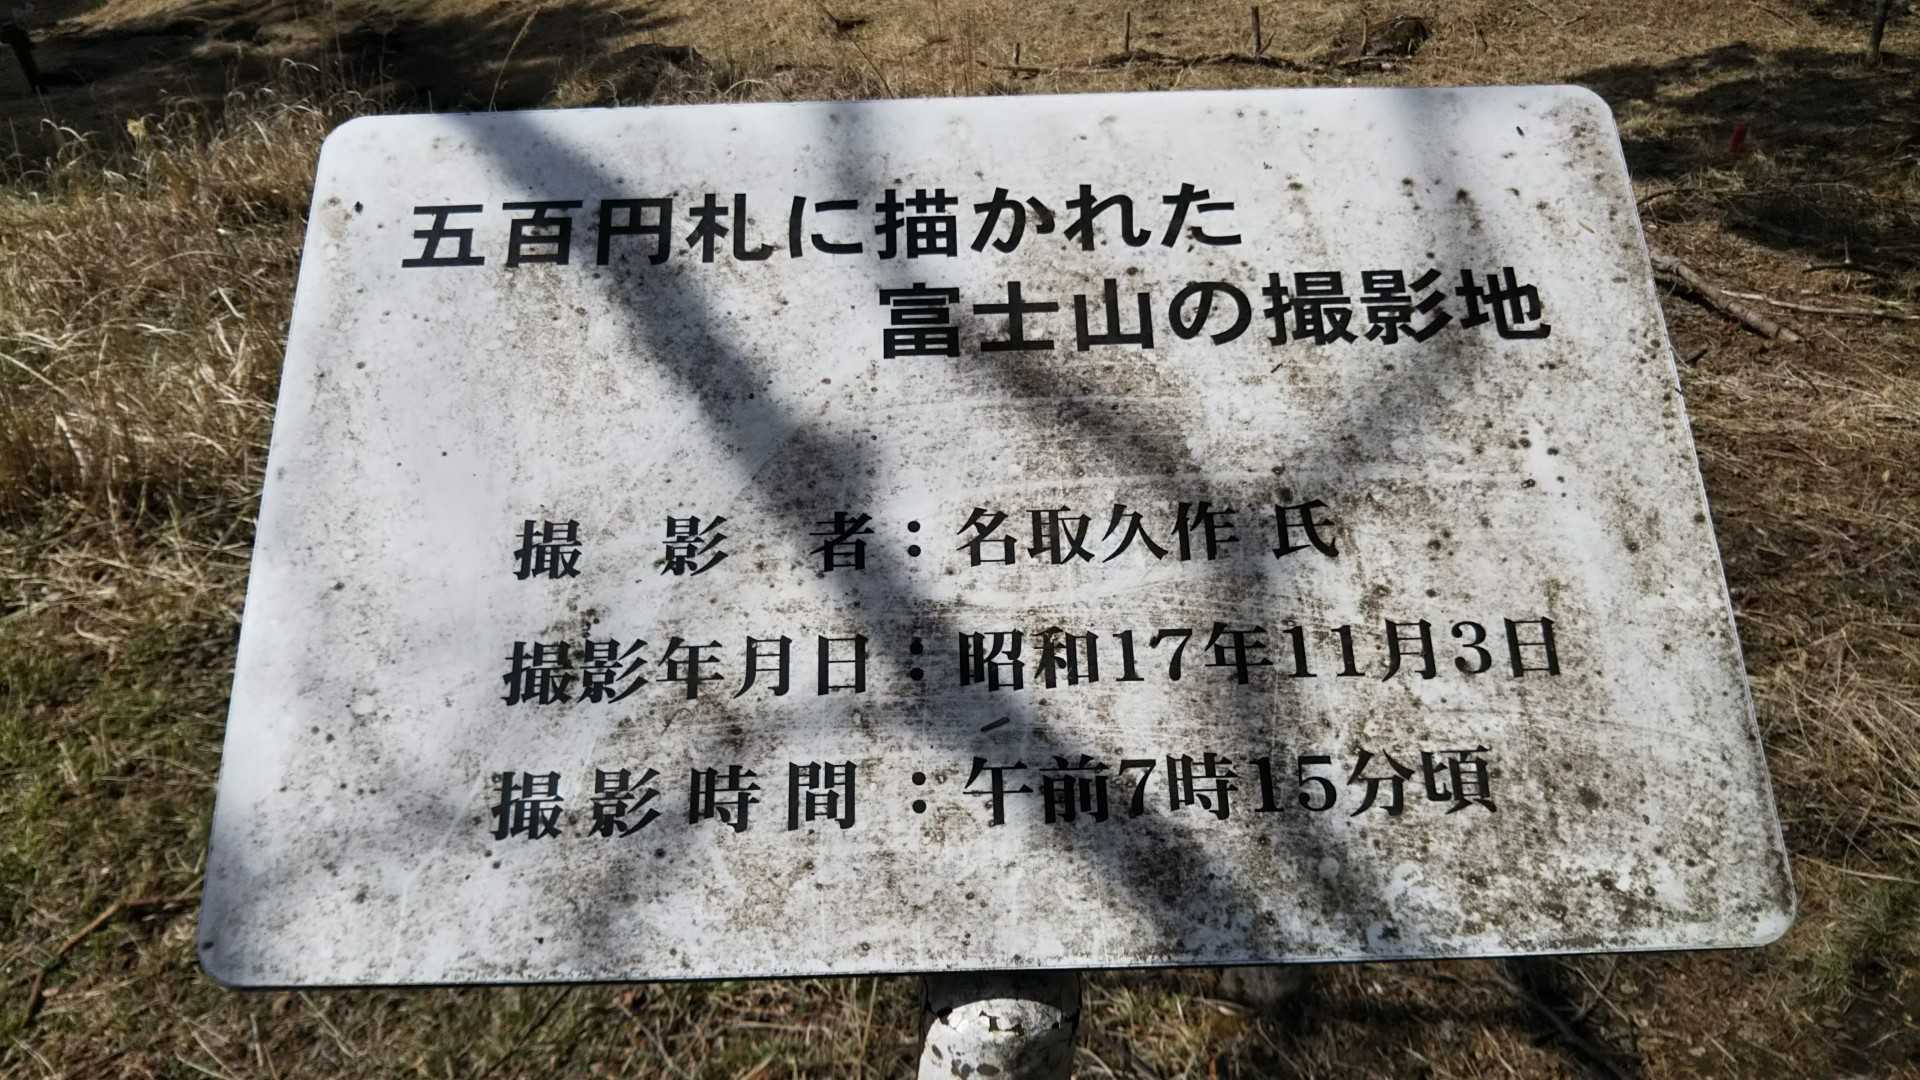 五百円札に描かれた
富士山の撮影地
撮影者：名取久作 氏
撮影年月日：昭和17年11月3日
撮影時間：午前7時15分頃